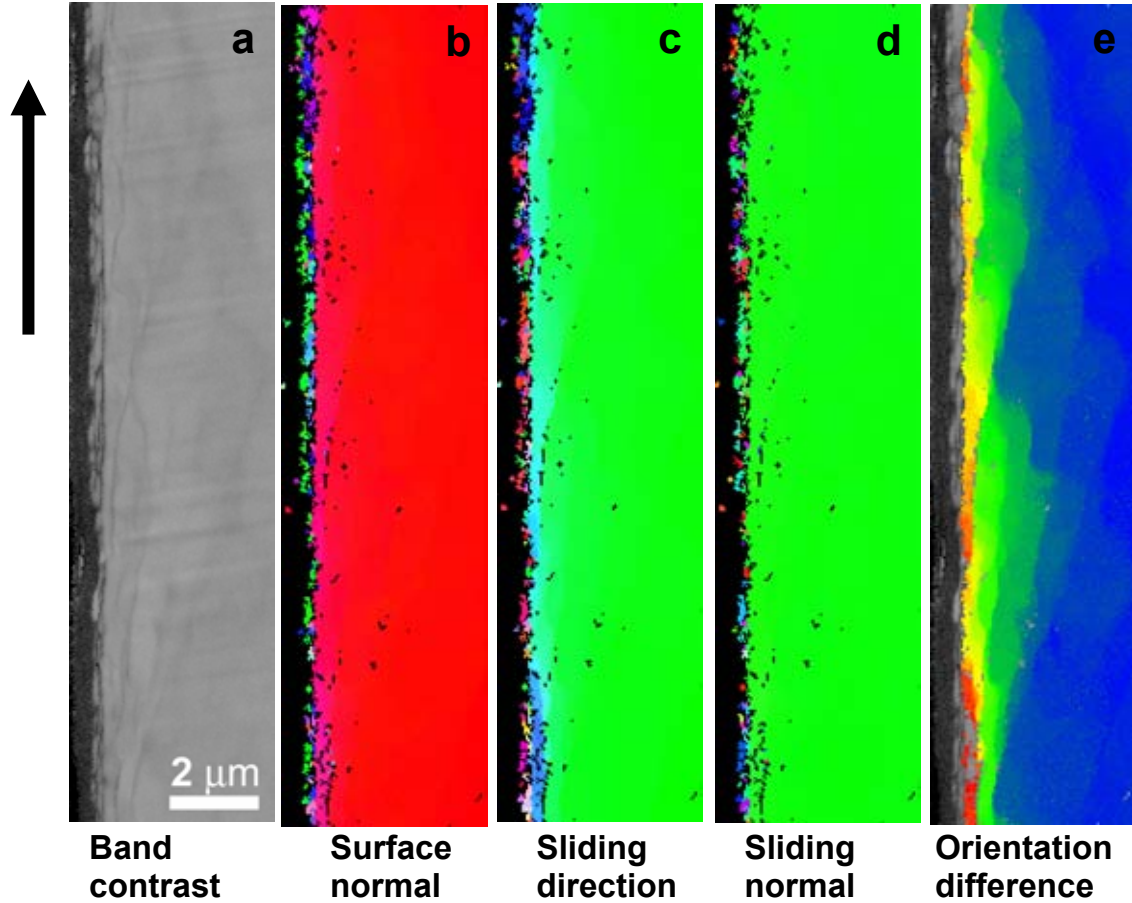 a
b
c
d
e
2 μm
Band
contrast
Surface
normal
Sliding
direction
Sliding
normal
Orientation
difference